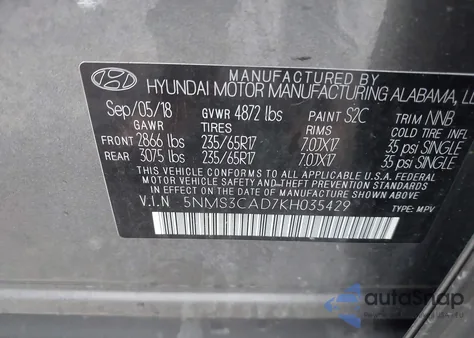 MANUFACTURED BY
HYUNDAI MOTOR MANUFACTURING ALABAMA,
Sep/05/18 GVWR 4872 lbs PAINT S2C TRIM NNB
GAWR TIRES RIMS COLD TIRE INFL
FRONT 2866 lbs 235/65R17 7.0JX17 35 psi SINGLE
REAR 3075 lbs 235/65R17 7.0JX17 35 psi SINGLE
THIS VEHICLE CONFORMS TO ALL APPLICABLE U.S.A. FEDERAL
MOTOR VEHICLE SAFETY, BUMPER, AND
THEFT PREVENTION STANDARDS IN EFFECT ON THE DATE OF
MANUFACTURE SHOWN ABOVE.
V.I.N 5NMS3CAD7KH035429
TYPE: MPV
autoSnap